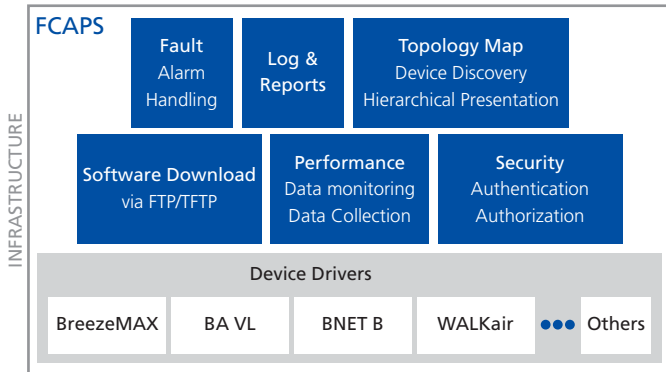 FCAPS
INFRASTRUCTURE
Fault
Alarm
Handling
Log &
Reports
Topology Map
Device Discovery
Hierarchical Presentation
Software Download
via FTP/TFTP
Performance
Data monitoring
Data Collection
Security
Authentication
Authorization
Device Drivers
BreezeMAX
BA VL
BNET B
WALKair
Others